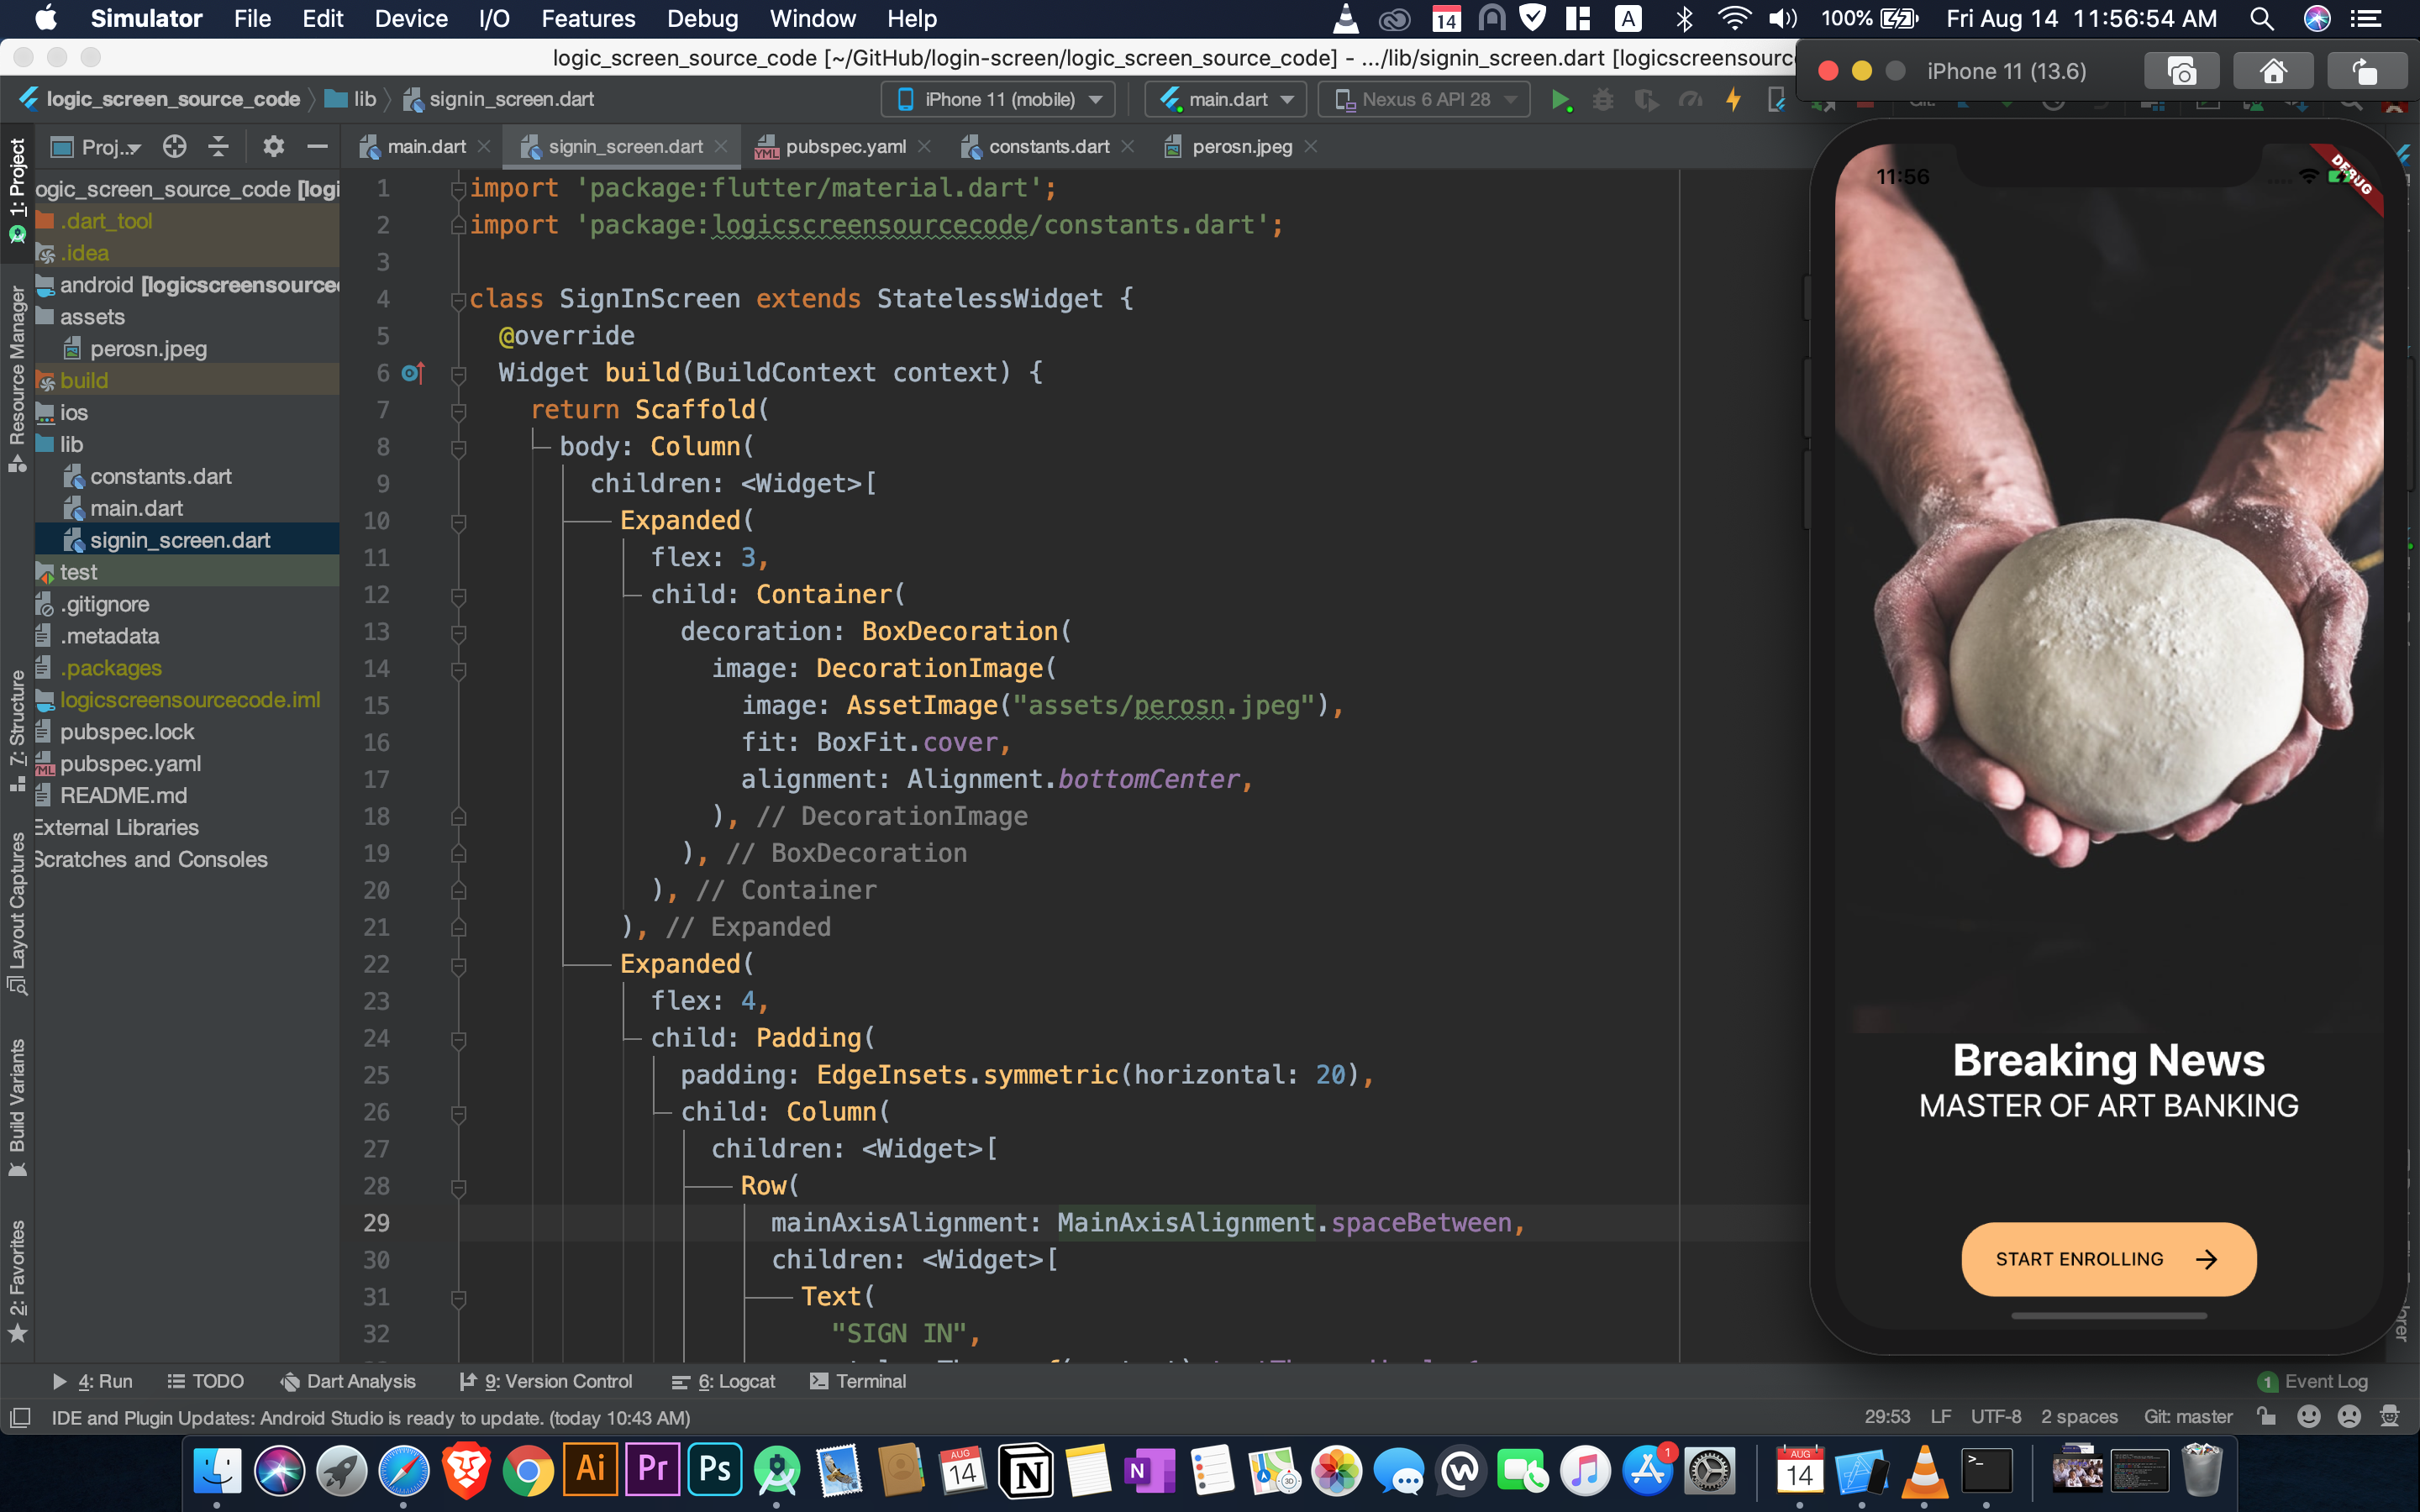 Simulator File Edit Device I/O Features Debug Window Help 14 A 100% Fri Aug 14 11:56:54 AM
logic_screen_source_code [~/GitHub/login-screen/logic_screen_source_code] - .../lib/signin_screen.dart [logicscreensourc
iPhone 11 (13.6)
logic_screen_source_code lib signin_screen.dart iPhone 11 (mobile) main.dart Nexus 6 API 28
Proj... main.dart signin_screen.dart pubspec.yaml constants.dart perosn.jpeg
1: Project
Resource Manager
7: Structure
Layout Captures
Build Variants
2: Favorites
ogic_screen_source_code [logi
.dart_tool
.idea
android [logicscreensource
assets
perosn.jpeg
build
ios
lib
constants.dart
main.dart
signin_screen.dart
test
.gitignore
.metadata
.packages
logicscreensourcecode.iml
pubspec.lock
pubspec.yaml
README.md
External Libraries
Scratches and Consoles
1 import 'package:flutter/material.dart';
2 import 'package:logicscreensourcecode/constants.dart';
3
4 class SignInScreen extends StatelessWidget {
5 @override
6 Widget build(BuildContext context) {
7 return Scaffold(
8 body: Column(
9 children: <Widget>[
10 Expanded(
11 flex: 3,
12 child: Container(
13 decoration: BoxDecoration(
14 image: DecorationImage(
15 image: AssetImage("assets/perosn.jpeg"),
16 fit: BoxFit.cover,
17 alignment: Alignment.bottomCenter,
18 ), // DecorationImage
19 ), // BoxDecoration
20 ), // Container
21 ), // Expanded
22 Expanded(
23 flex: 4,
24 child: Padding(
25 padding: EdgeInsets.symmetric(horizontal: 20),
26 child: Column(
27 children: <Widget>[
28 Row(
29 mainAxisAlignment: MainAxisAlignment.spaceBetween,
30 children: <Widget>[
31 Text(
32 "SIGN IN",
11:56
DEBUG
Breaking News
MASTER OF ART BANKING
START ENROLLING
4: Run TODO Dart Analysis 9: Version Control 6: Logcat Terminal 1 Event Log
IDE and Plugin Updates: Android Studio is ready to update. (today 10:43 AM) 29:53 LF UTF-8 2 spaces Git: master
Ai Pr Ps AUG 14 N N 1 AUG 14 >_